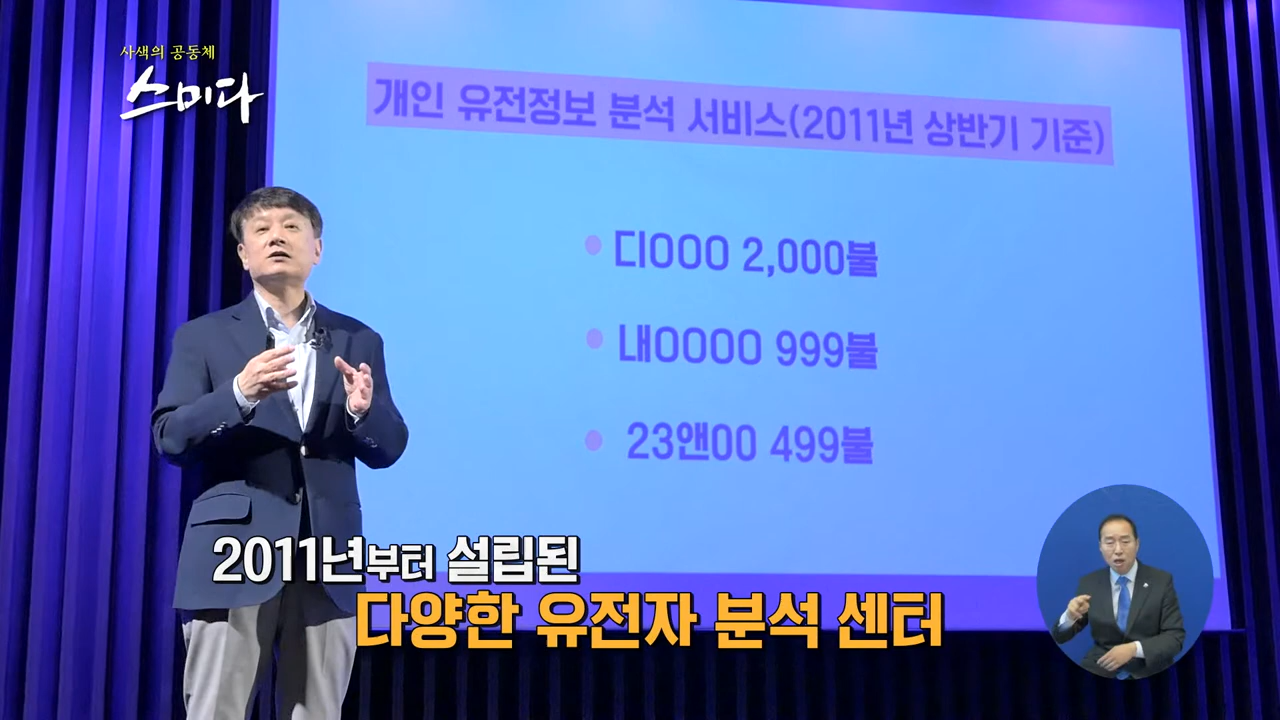 사색의 공동체
스미다
개인 유전정보 분석 서비스(2011년 상반기 기준)
• 디OOO 2,000불
• 내OOOO 999불
• 23앤OO 499불
2011년부터 설립된
다양한 유전자 분석 센터